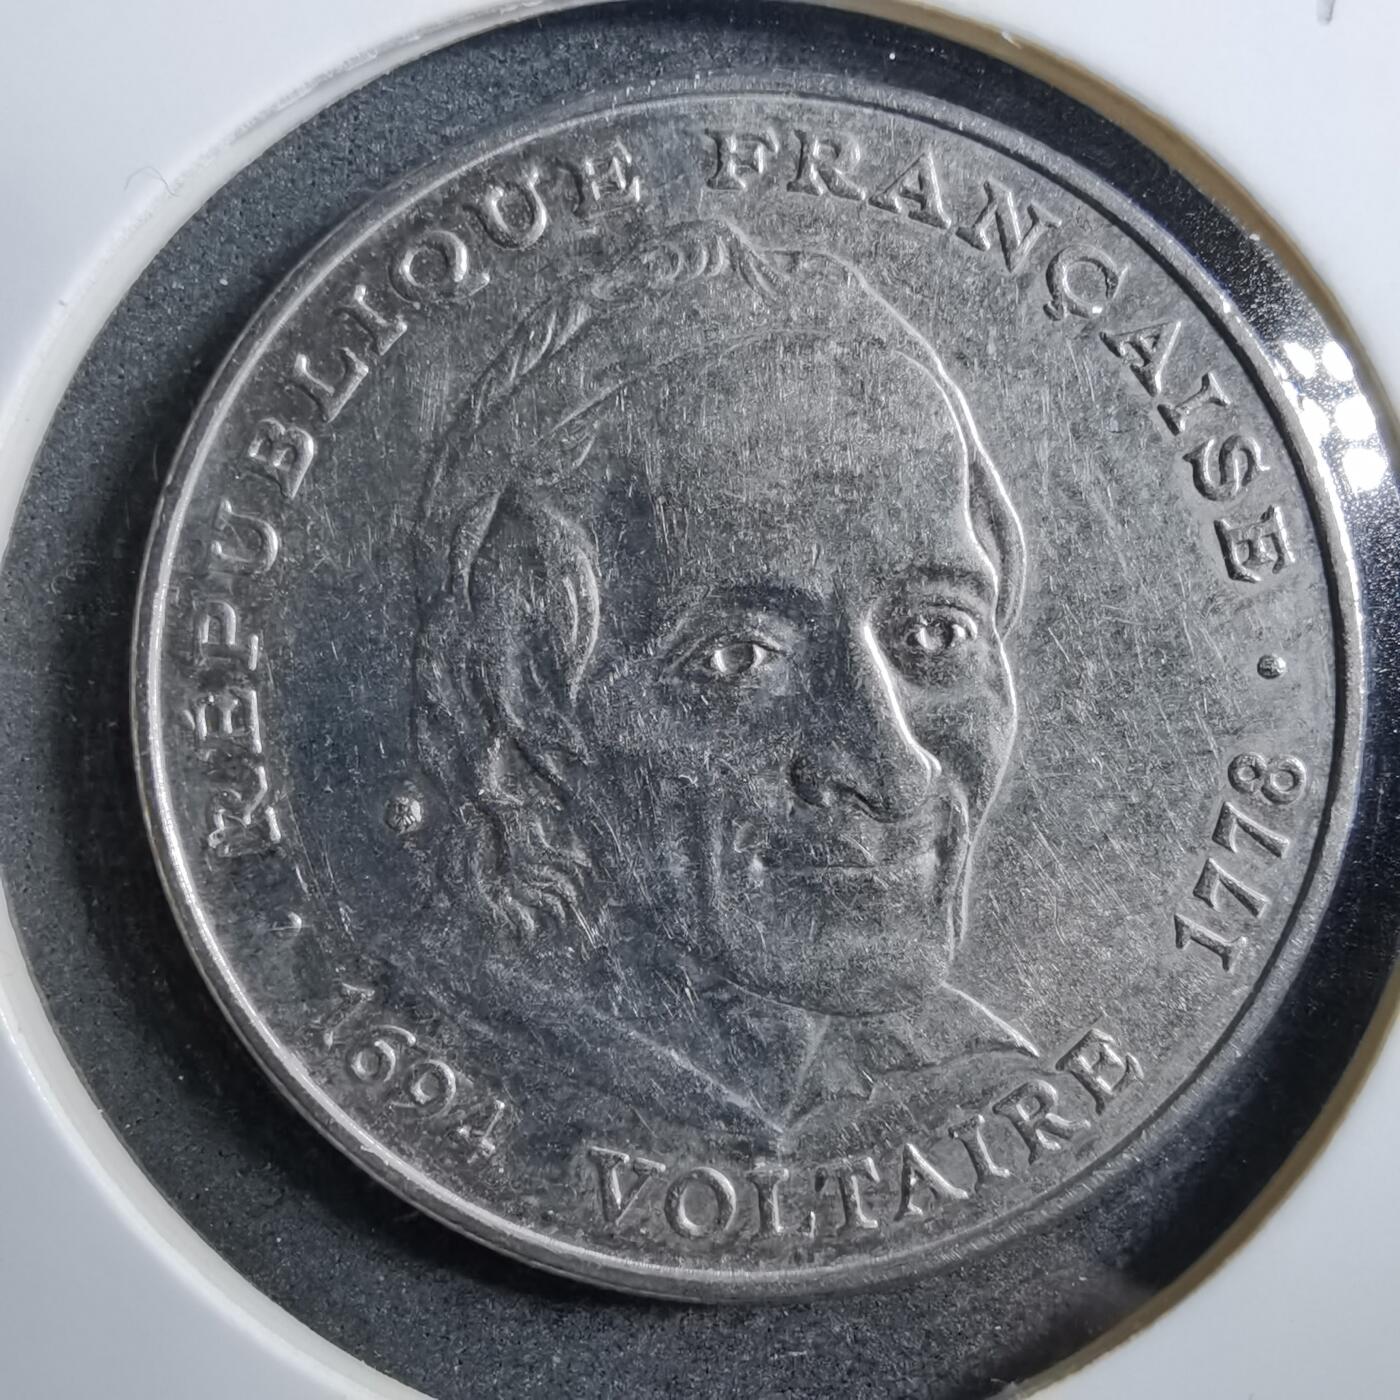 RÉPUBLIQUE FRANÇAISE
1694 VOLTAIRE 1778